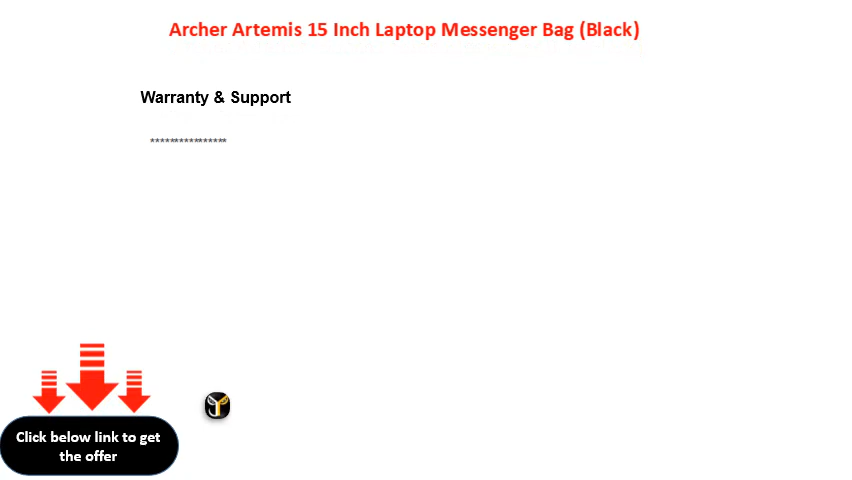 Archer Artemis 15 Inch Laptop Messenger Bag (Black)
Warranty & Support
****************
Click below link to get
the offer